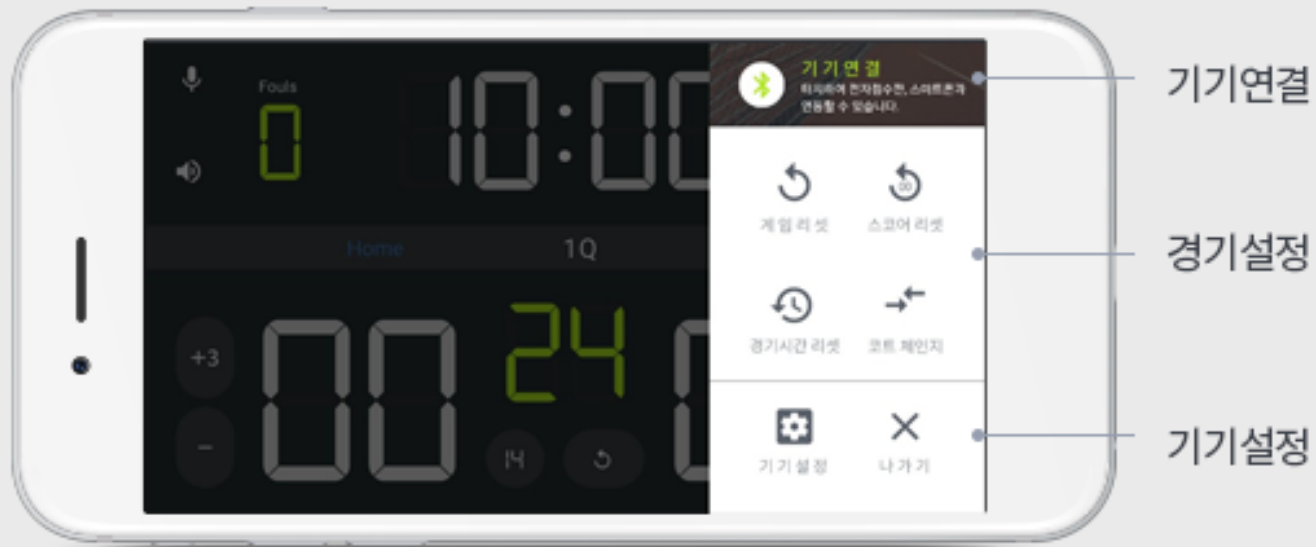 Fouls
0
10:00
Home
1Q
+3
00
24
0
-
14
기기연결
터치하여 전자점수판, 스마트폰과
연동할 수 있습니다.
게임 리셋
스코어 리셋
00
경기시간 리셋
코트 체인지
기기설정
나가기
기기연결
경기설정
기기설정